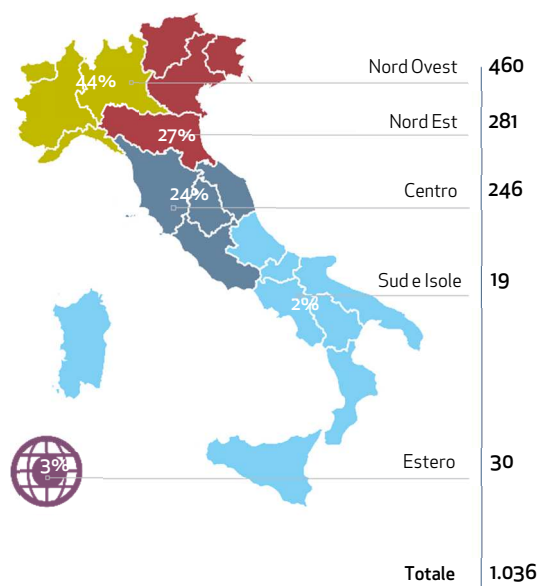 Nord Ovest 460
44%
Nord Est 281
27%
Centro 246
24%
Sud e Isole 19
2%
Estero 30
3%
Totale 1.036